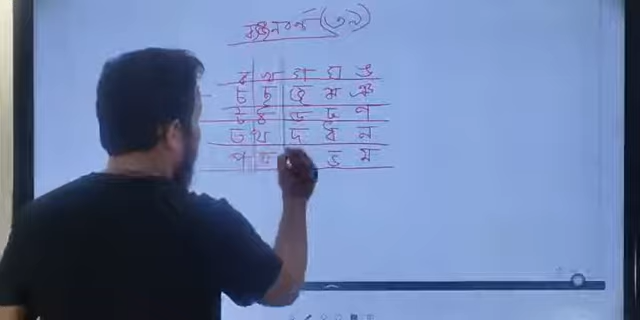 ব্যঞ্জনবর্ণ (৩৯)
ক খ গ ঘ ঙ
চ ছ জ ঝ ঞ
ট ঠ ড ঢ ণ
ত থ দ ধ ন
প ফ ভ ম